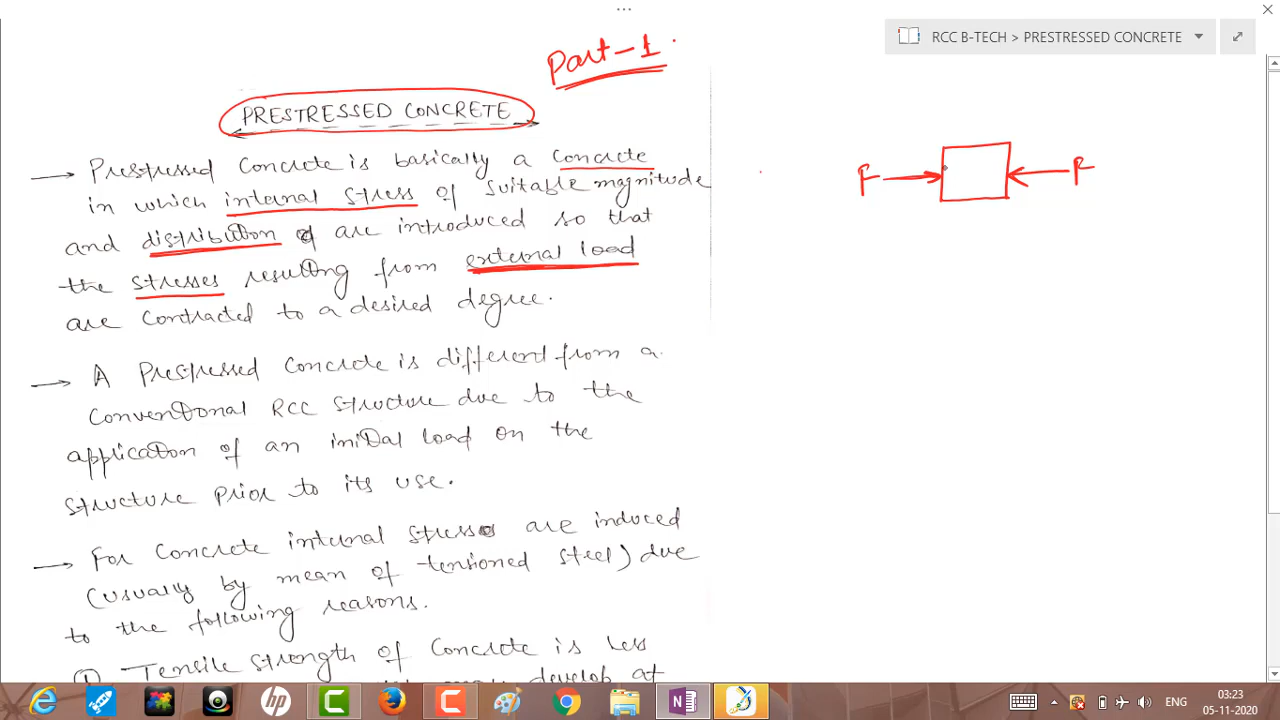 RCC B-TECH > PRESTRESSED CONCRETE
Part-1
PRESTRESSED CONCRETE
→ Prestressed Concrete is basically a concrete
in which internal stress of suitable magnitude
and distribution are introduced so that
the stresses resulting from external load
are contracted to a desired degree.
F → ← F
→ A Prestressed Concrete is different from a
Conventional RCC structure due to the
application of an initial load on the
structure prior to its use.
→ For Concrete internal stress are induced
(usually by mean of tensioned steel) due
to the following reasons.
① Tensile strength of Concrete is less
develop at
ENG
03:23
05-11-2020